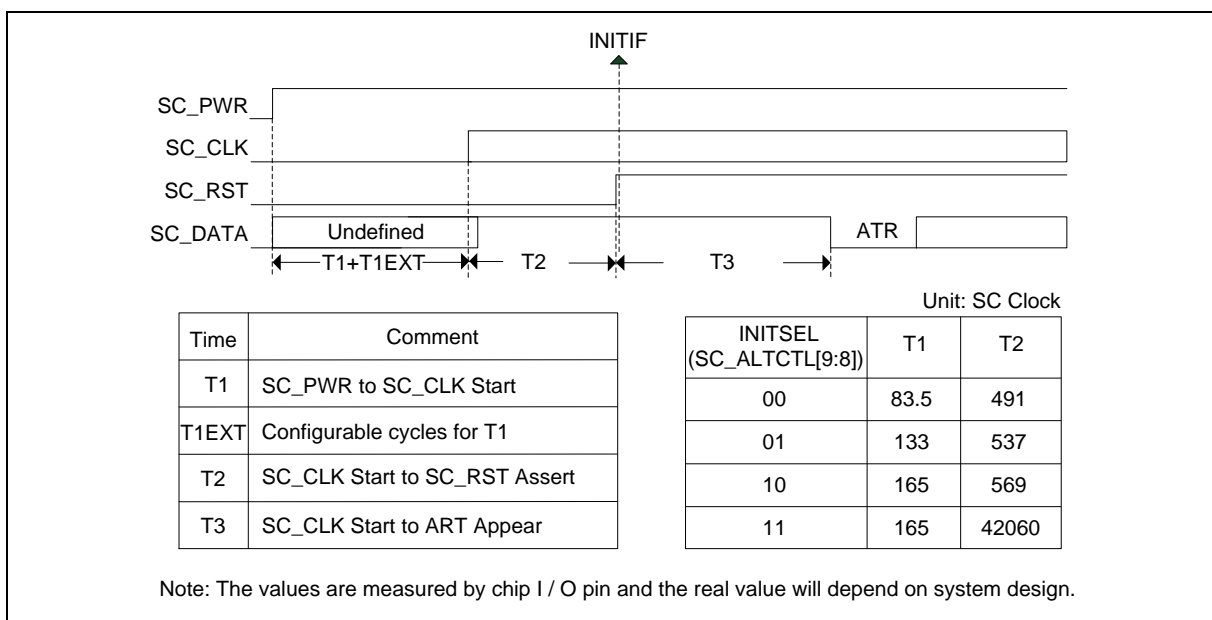 INITIF
SC_PWR
SC_CLK
SC_RST
SC_DATA Undefined ATR
T1+T1EXT T2 T3
Unit: SC Clock
Time Comment
T1 SC_PWR to SC_CLK Start
T1EXT Configurable cycles for T1
T2 SC_CLK Start to SC_RST Assert
T3 SC_CLK Start to ART Appear
INITSEL
(SC_ALTCTL[9:8]) T1 T2
00 83.5 491
01 133 537
10 165 569
11 165 42060
Note: The values are measured by chip I / O pin and the real value will depend on system design.